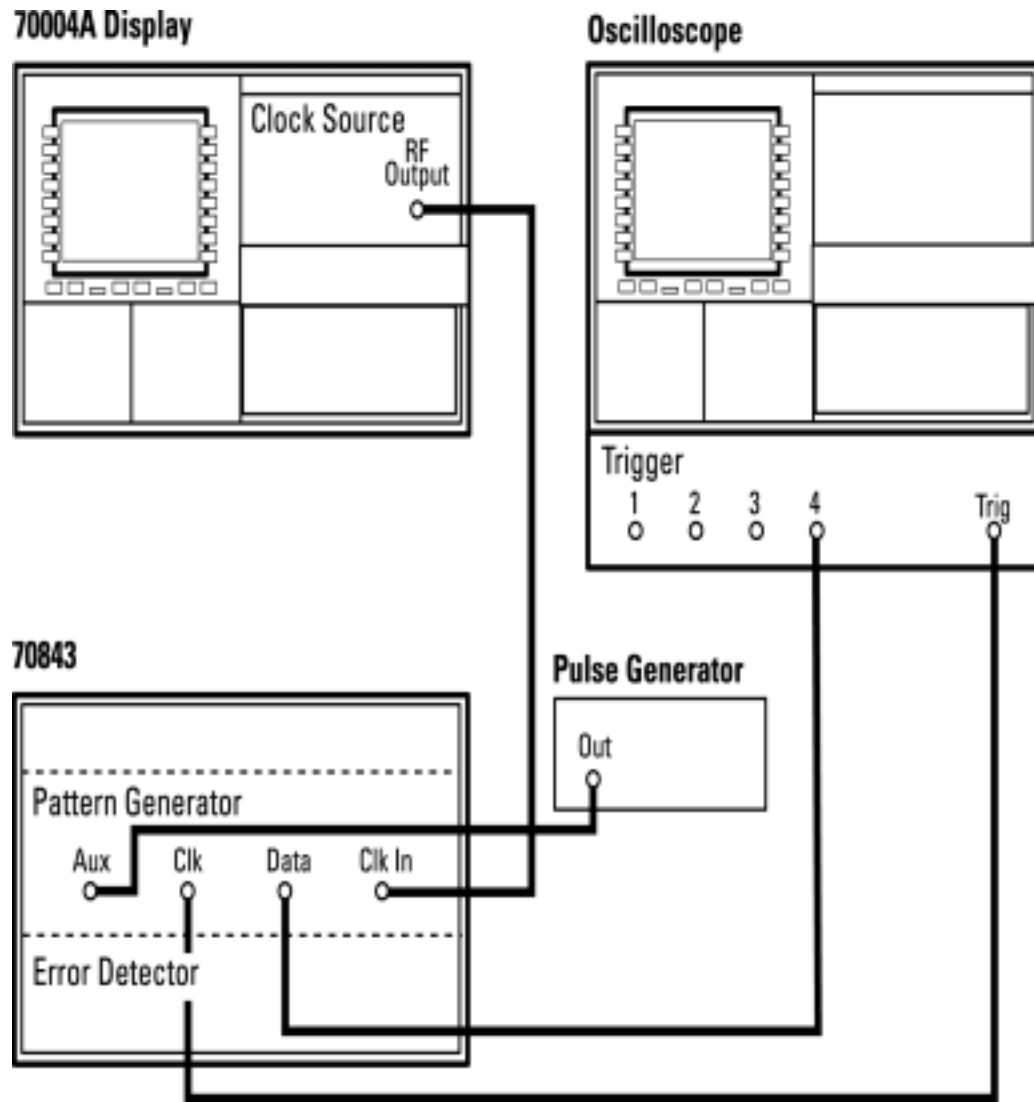 70004A Display
Oscilloscope
Clock Source
RF
Output
Trigger
1 2 3 4 Trig
70843
Pulse Generator
Out
Pattern Generator
Aux Clk Data Clk In
Error Detector